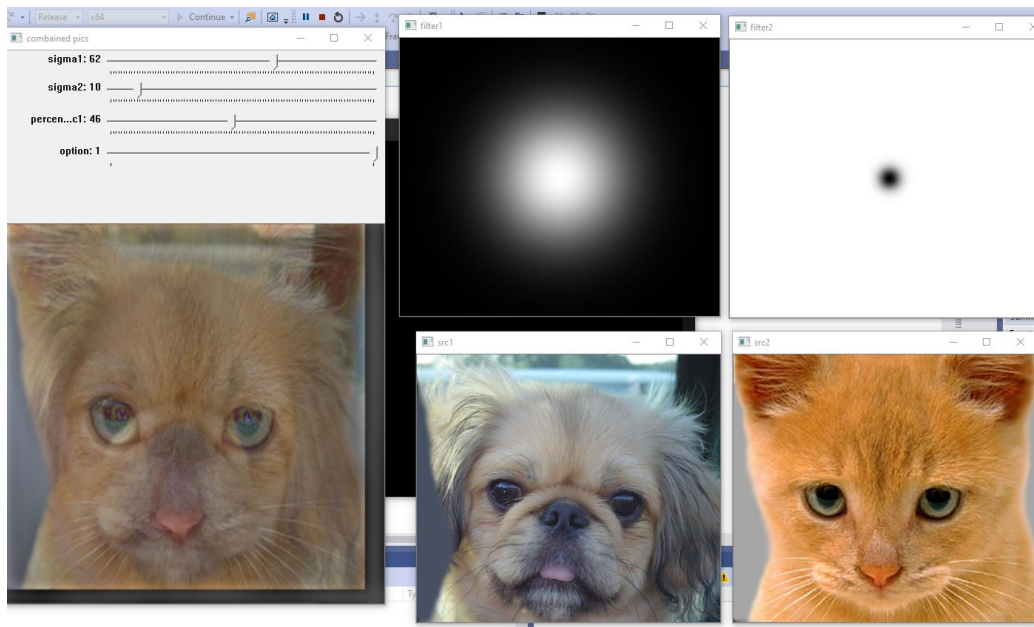 Release
x64
Continue
combained pics
sigma1: 62
sigma2: 10
percen...c1: 46
option: 1
filter1
filter2
src1
src2